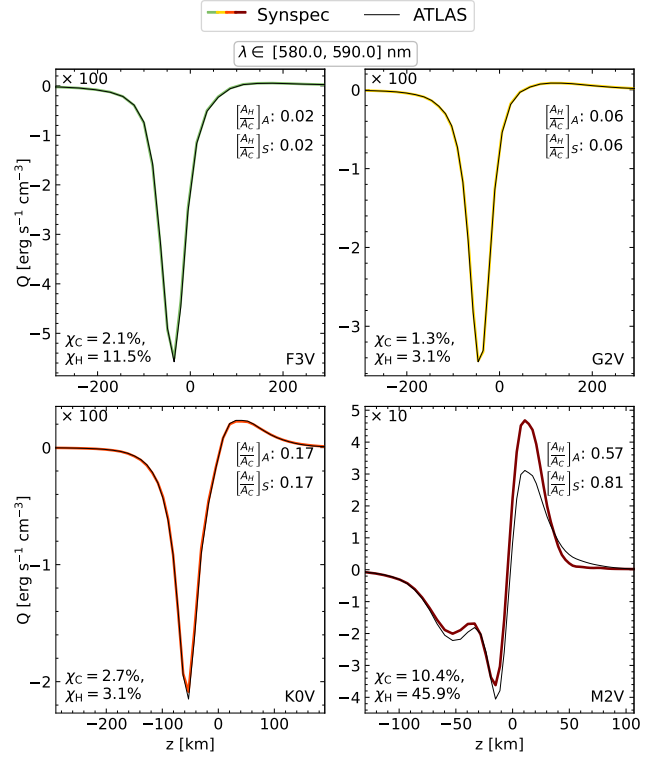 Synspec ATLAS
λ ∈ [580.0, 590.0] nm
× 100
[A_H/A_C]_A: 0.02
[A_H/A_C]_S: 0.02
χ_C = 2.1%,
χ_H = 11.5%
F3V
0
−1
−2
−3
−4
−5
−200 0 200
Q [erg s⁻¹ cm⁻³]
× 100
[A_H/A_C]_A: 0.06
[A_H/A_C]_S: 0.06
χ_C = 1.3%,
χ_H = 3.1%
G2V
0
−1
−2
−3
−200 0 200
× 100
[A_H/A_C]_A: 0.17
[A_H/A_C]_S: 0.17
χ_C = 2.7%,
χ_H = 3.1%
K0V
0
−1
−2
−200 −100 0 100
Q [erg s⁻¹ cm⁻³]
z [km]
× 10
[A_H/A_C]_A: 0.57
[A_H/A_C]_S: 0.81
χ_C = 10.4%,
χ_H = 45.9%
M2V
5
4
3
2
1
0
−1
−2
−3
−4
−100 −50 0 50 100
z [km]